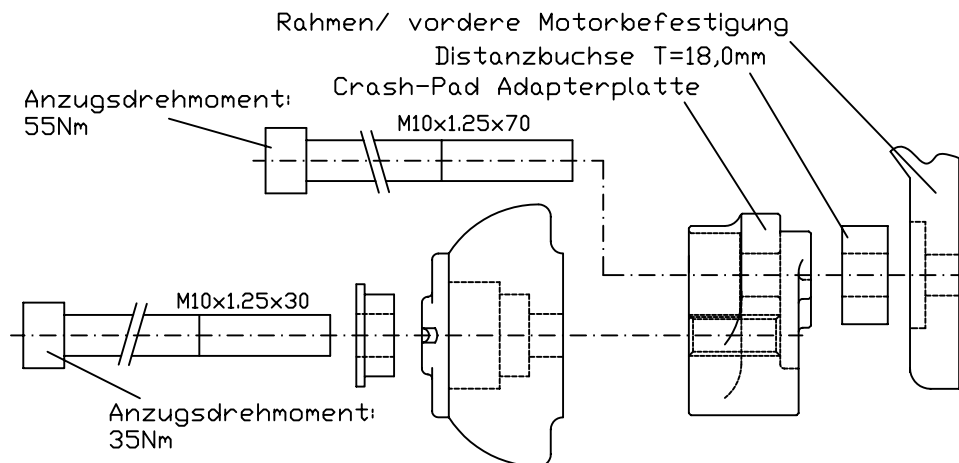 Rahmen/ vordere Motorbefestigung
Distanzbuchse T=18,0mm
Crash-Pad Adapterplatte
Anzugsdrehmoment:
55Nm
M10x1.25x70
M10x1.25x30
Anzugsdrehmoment:
35Nm